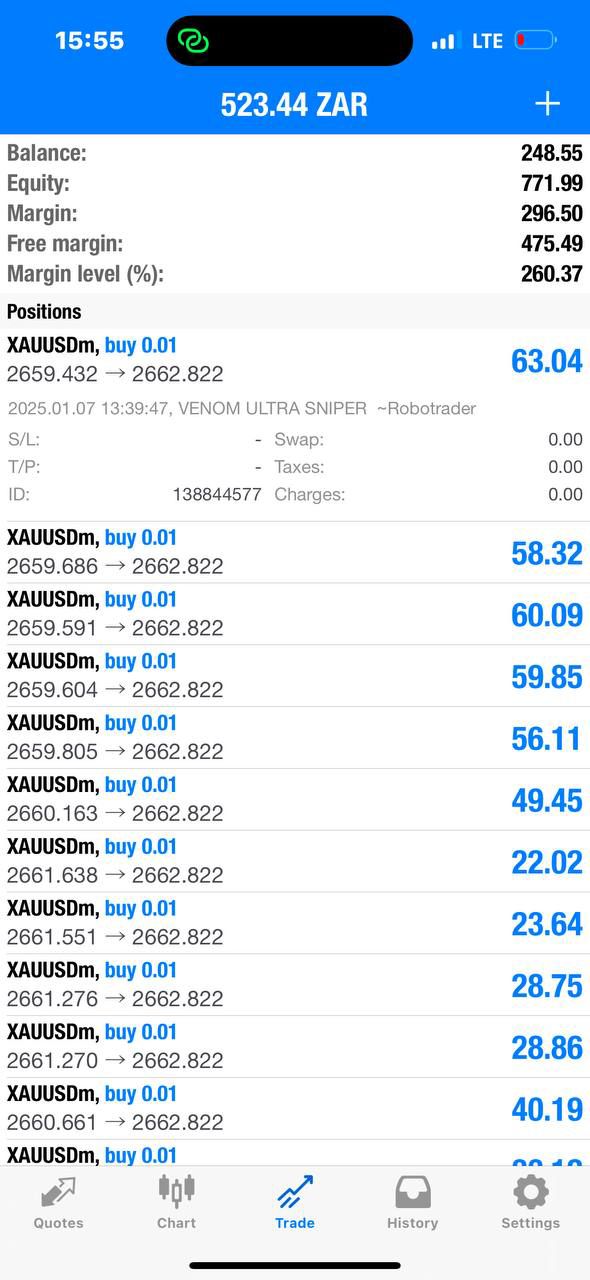 15:55
LTE
523.44 ZAR
Balance: 248.55
Equity: 771.99
Margin: 296.50
Free margin: 475.49
Margin level (%): 260.37
Positions
XAUUSDm, buy 0.01
63.04
2659.432 → 2662.822
2025.01.07 13:39:47, VENOM ULTRA SNIPER ~Robotrader
S/L: - Swap: 0.00
T/P: - Taxes: 0.00
ID: 138844577 Charges: 0.00
XAUUSDm, buy 0.01
58.32
2659.686 → 2662.822
XAUUSDm, buy 0.01
60.09
2659.591 → 2662.822
XAUUSDm, buy 0.01
59.85
2659.604 → 2662.822
XAUUSDm, buy 0.01
56.11
2659.805 → 2662.822
XAUUSDm, buy 0.01
49.45
2660.163 → 2662.822
XAUUSDm, buy 0.01
22.02
2661.638 → 2662.822
XAUUSDm, buy 0.01
23.64
2661.551 → 2662.822
XAUUSDm, buy 0.01
28.75
2661.276 → 2662.822
XAUUSDm, buy 0.01
28.86
2661.270 → 2662.822
XAUUSDm, buy 0.01
40.19
2660.661 → 2662.822
XAUUSDm, buy 0.01
Quotes Chart Trade History Settings